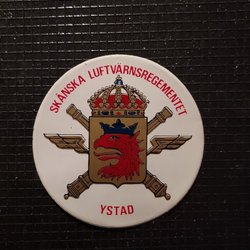 SKÅNSKA LUFTVÄRNSREGEMENTET
YSTAD